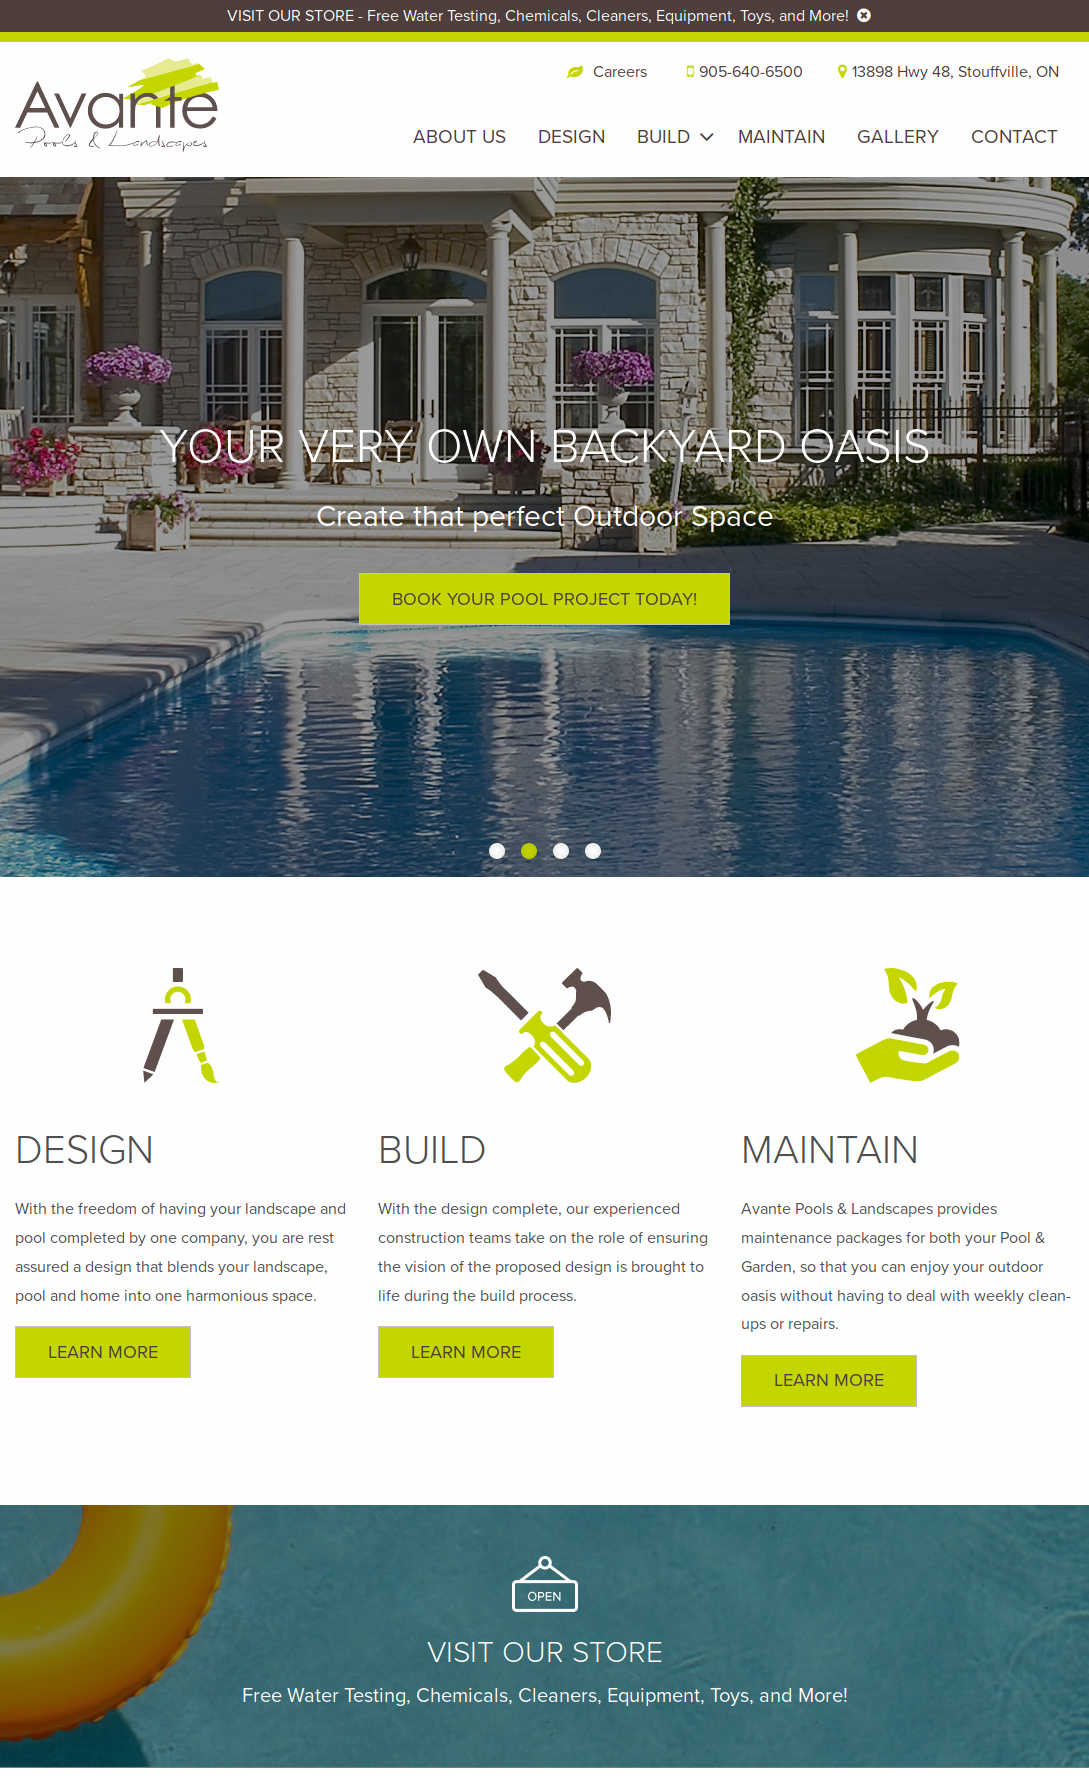 VISIT OUR STORE - Free Water Testing, Chemicals, Cleaners, Equipment, Toys, and More!
Careers
905-640-6500
13898 Hwy 48, Stouffville, ON
Avante
Pools & Landscapes
ABOUT US
DESIGN
BUILD
MAINTAIN
GALLERY
CONTACT
YOUR VERY OWN BACKYARD OASIS
Create that perfect Outdoor Space
BOOK YOUR POOL PROJECT TODAY!
DESIGN
With the freedom of having your landscape and
pool completed by one company, you are rest
assured a design that blends your landscape,
pool and home into one harmonious space.
LEARN MORE
BUILD
With the design complete, our experienced
construction teams take on the role of ensuring
the vision of the proposed design is brought to
life during the build process.
LEARN MORE
MAINTAIN
Avante Pools & Landscapes provides
maintenance packages for both your Pool &
Garden, so that you can enjoy your outdoor
oasis without having to deal with weekly clean-
ups or repairs.
LEARN MORE
OPEN
VISIT OUR STORE
Free Water Testing, Chemicals, Cleaners, Equipment, Toys, and More!